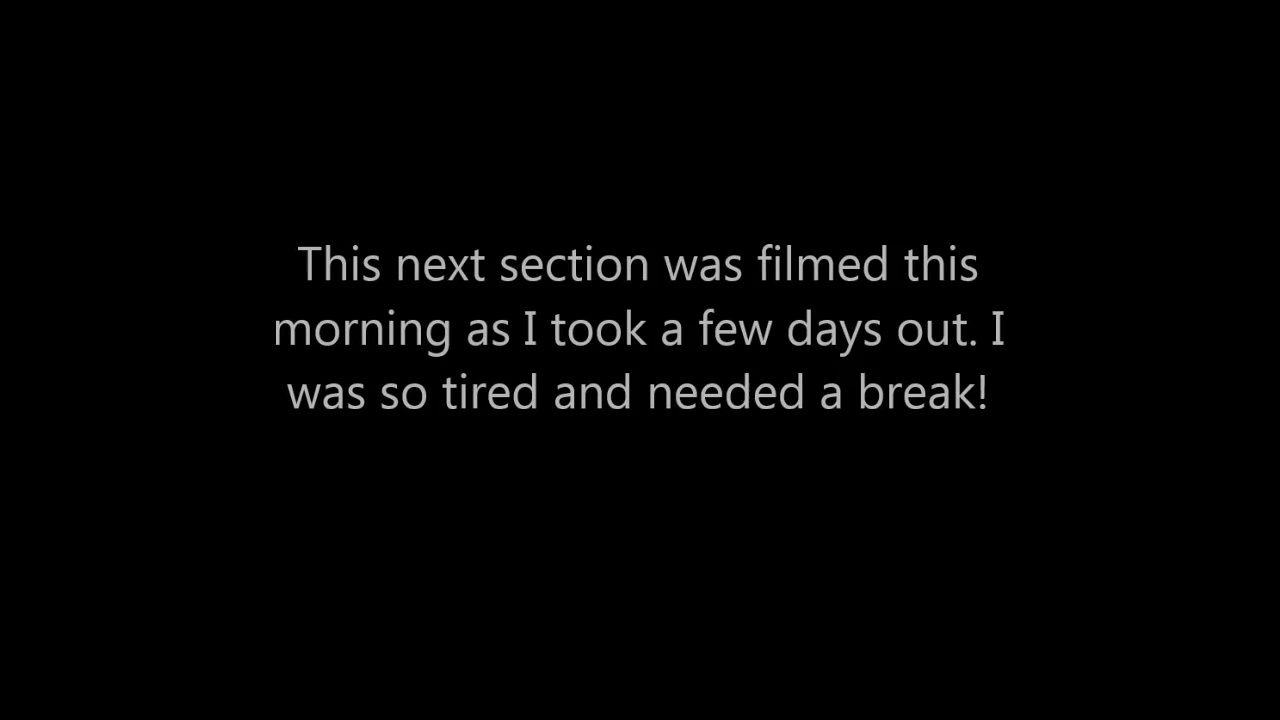 This next section was filmed this
morning as I took a few days out. I
was so tired and needed a break!